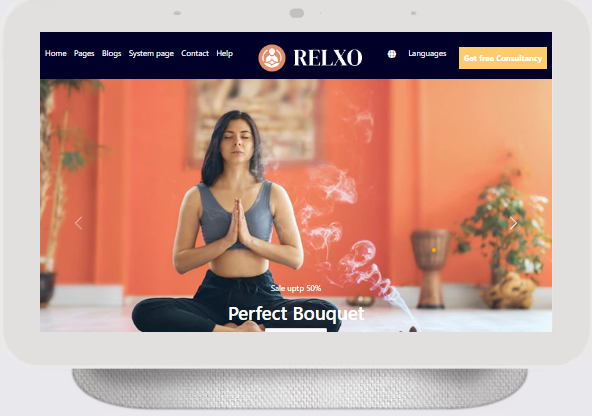 Home Pages Blogs System page Contact Help RELXO Languages Get free Consultancy
Sale uptp 50%
Perfect Bouquet